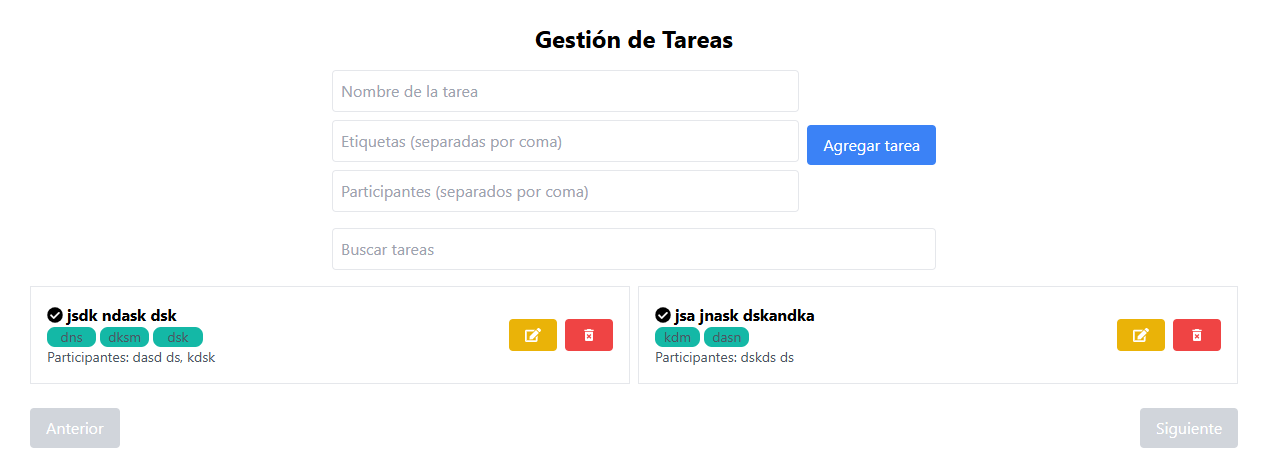 Gestión de Tareas
Nombre de la tarea
Etiquetas (separadas por coma)
Agregar tarea
Participantes (separados por coma)
Buscar tareas
jsdk ndask dsk
dns dksm dsk
Participantes: dasd ds, kdsk
jsa jnask dskandka
kdm dasn
Participantes: dskds ds
Anterior
Siguiente